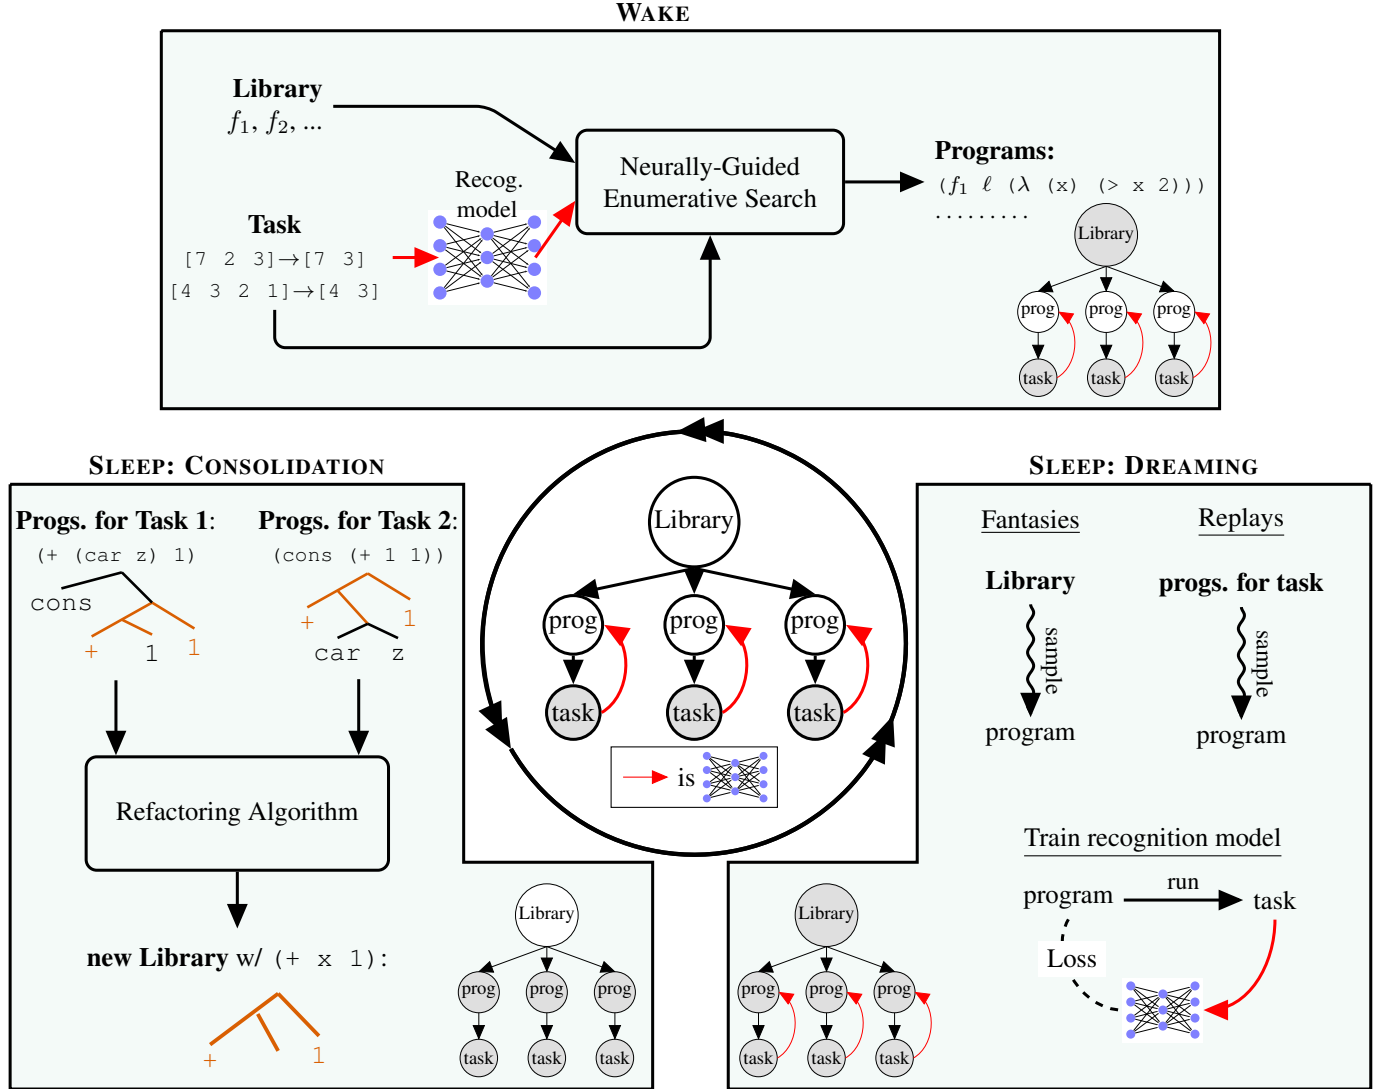 WAKE
Library
f1, f2, ...
Task
[7 2 3]→[7 3]
[4 3 2 1]→[4 3]
Recog.
model
Neurally-Guided
Enumerative Search
Programs:
(f1 ℓ (λ (x) (> x 2)))
.........
Library
prog prog prog
task task task
SLEEP: CONSOLIDATION
Progs. for Task 1:
(+ (car z) 1)
cons
+ 1 1
Progs. for Task 2:
(cons (+ 1 1))
+ 1
car z
Refactoring Algorithm
new Library w/ (+ x 1):
+ 1
Library
prog prog prog
task task task
Library
prog prog prog
task task task
is
SLEEP: DREAMING
Fantasies
Library
sample
program
Replays
progs. for task
sample
program
Train recognition model
program run task
Loss
Library
prog prog prog
task task task